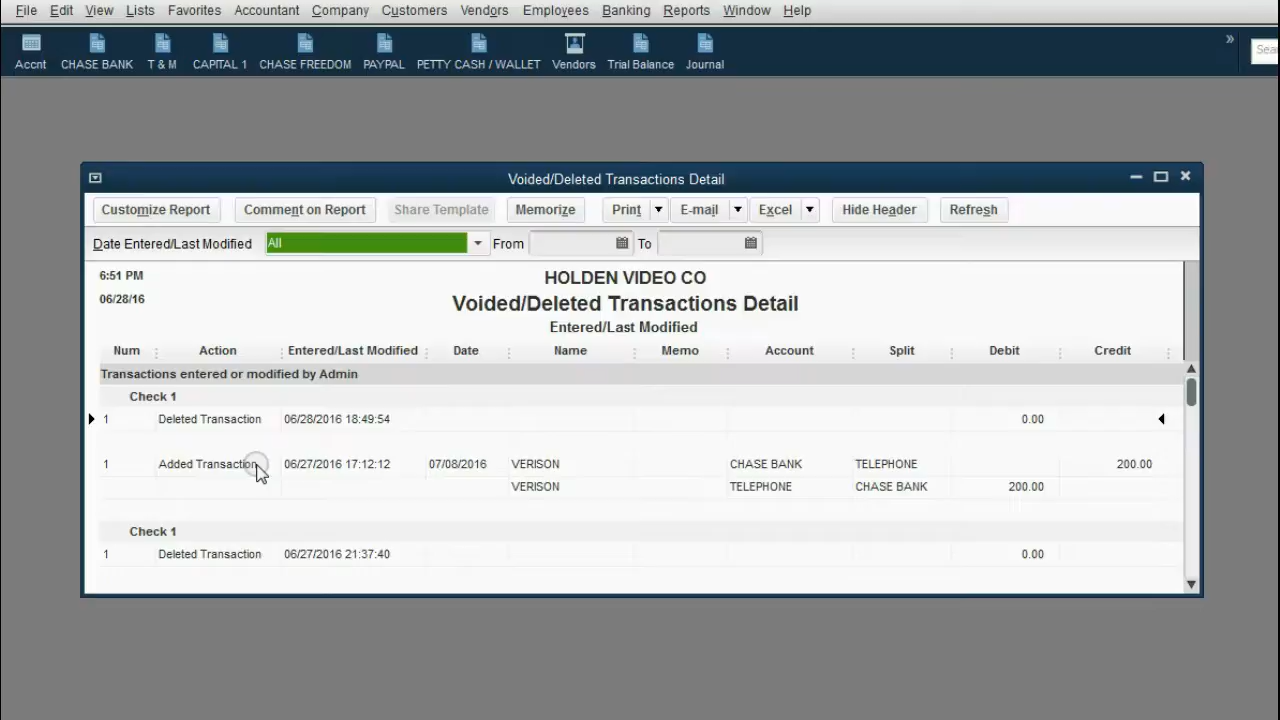 File Edit View Lists Favorites Accountant Company Customers Vendors Employees Banking Reports Window Help
Accnt CHASE BANK T & M CAPITAL 1 CHASE FREEDOM PAYPAL PETTY CASH / WALLET Vendors Trial Balance Journal » Sea
Voided/Deleted Transactions Detail
Customize Report Comment on Report Share Template Memorize Print E-mail Excel Hide Header Refresh
Date Entered/Last Modified All From To
6:51 PM HOLDEN VIDEO CO
06/28/16 Voided/Deleted Transactions Detail
Entered/Last Modified
Num Action Entered/Last Modified Date Name Memo Account Split Debit Credit
Transactions entered or modified by Admin
Check 1
1 Deleted Transaction 06/28/2016 18:49:54 0.00
1 Added Transaction 06/27/2016 17:12:12 07/08/2016 VERISON CHASE BANK TELEPHONE 200.00
VERISON TELEPHONE CHASE BANK 200.00
Check 1
1 Deleted Transaction 06/27/2016 21:37:40 0.00